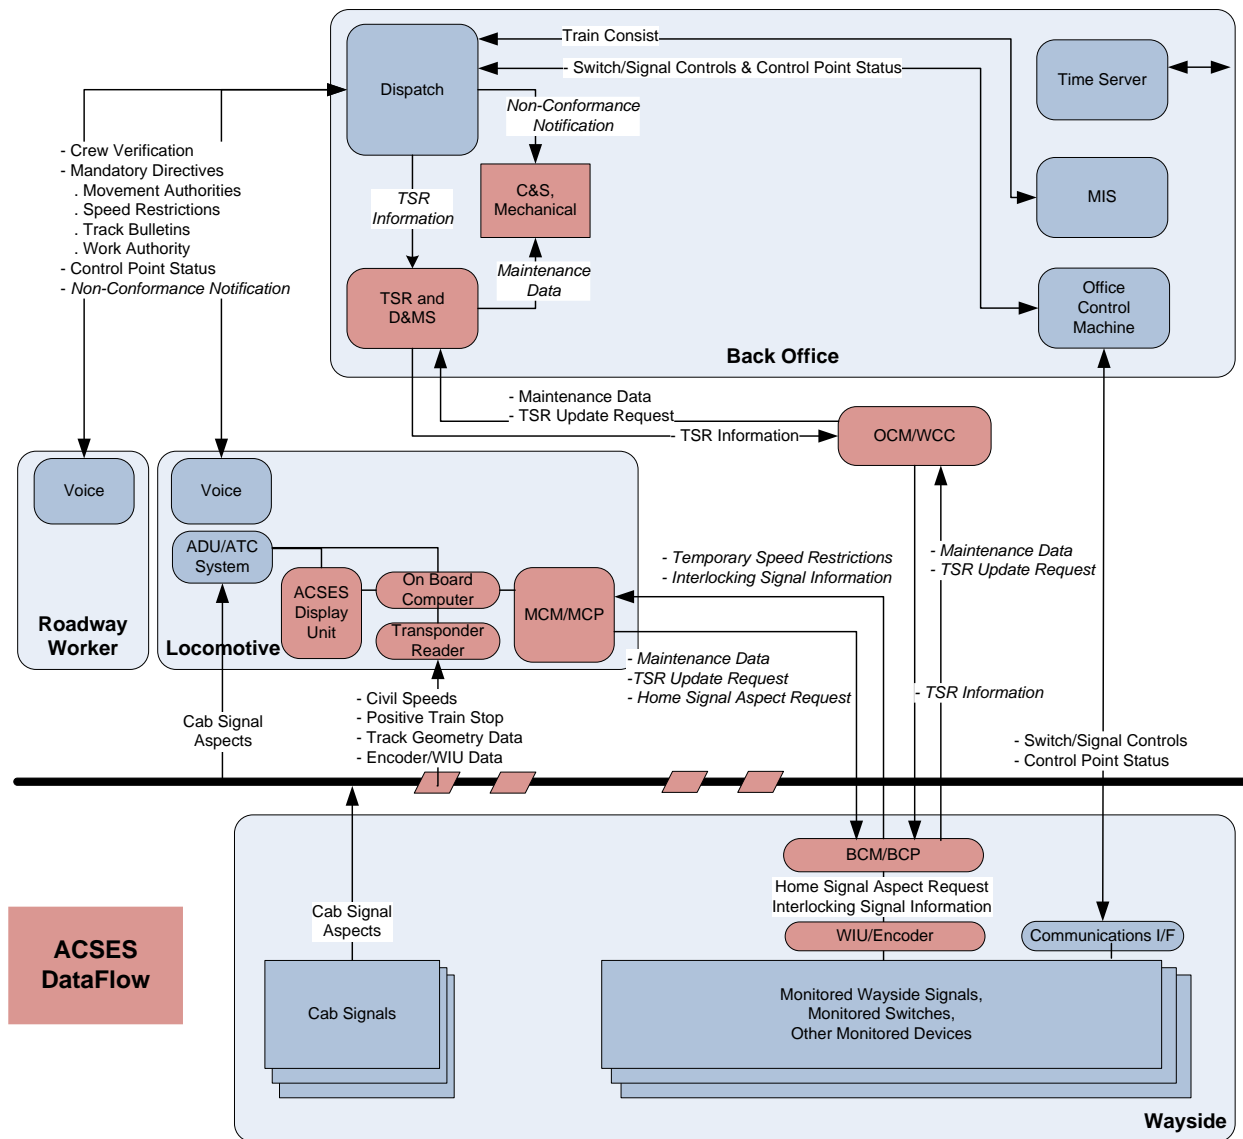 Train Consist
- Switch/Signal Controls & Control Point Status
Dispatch
Time Server
Non-Conformance
Notification
- Crew Verification
- Mandatory Directives
. Movement Authorities
. Speed Restrictions
. Track Bulletins
. Work Authority
- Control Point Status
- Non-Conformance Notification
TSR
Information
C&S,
Mechanical
MIS
Maintenance
Data
TSR and
D&MS
Office
Control
Machine
Back Office
- Maintenance Data
- TSR Update Request
- TSR Information
OCM/WCC
Voice
Voice
ADU/ATC
System
ACSES
Display
Unit
On Board
Computer
Transponder
Reader
MCM/MCP
Roadway
Worker
Locomotive
- Temporary Speed Restrictions
- Interlocking Signal Information
- Maintenance Data
- TSR Update Request
- Maintenance Data
-TSR Update Request
- Home Signal Aspect Request
- TSR Information
Cab Signal
Aspects
- Civil Speeds
- Positive Train Stop
- Track Geometry Data
- Encoder/WIU Data
- Switch/Signal Controls
- Control Point Status
BCM/BCP
Home Signal Aspect Request
Interlocking Signal Information
WIU/Encoder
Communications I/F
Cab Signal
Aspects
ACSES
DataFlow
Cab Signals
Monitored Wayside Signals,
Monitored Switches,
Other Monitored Devices
Wayside